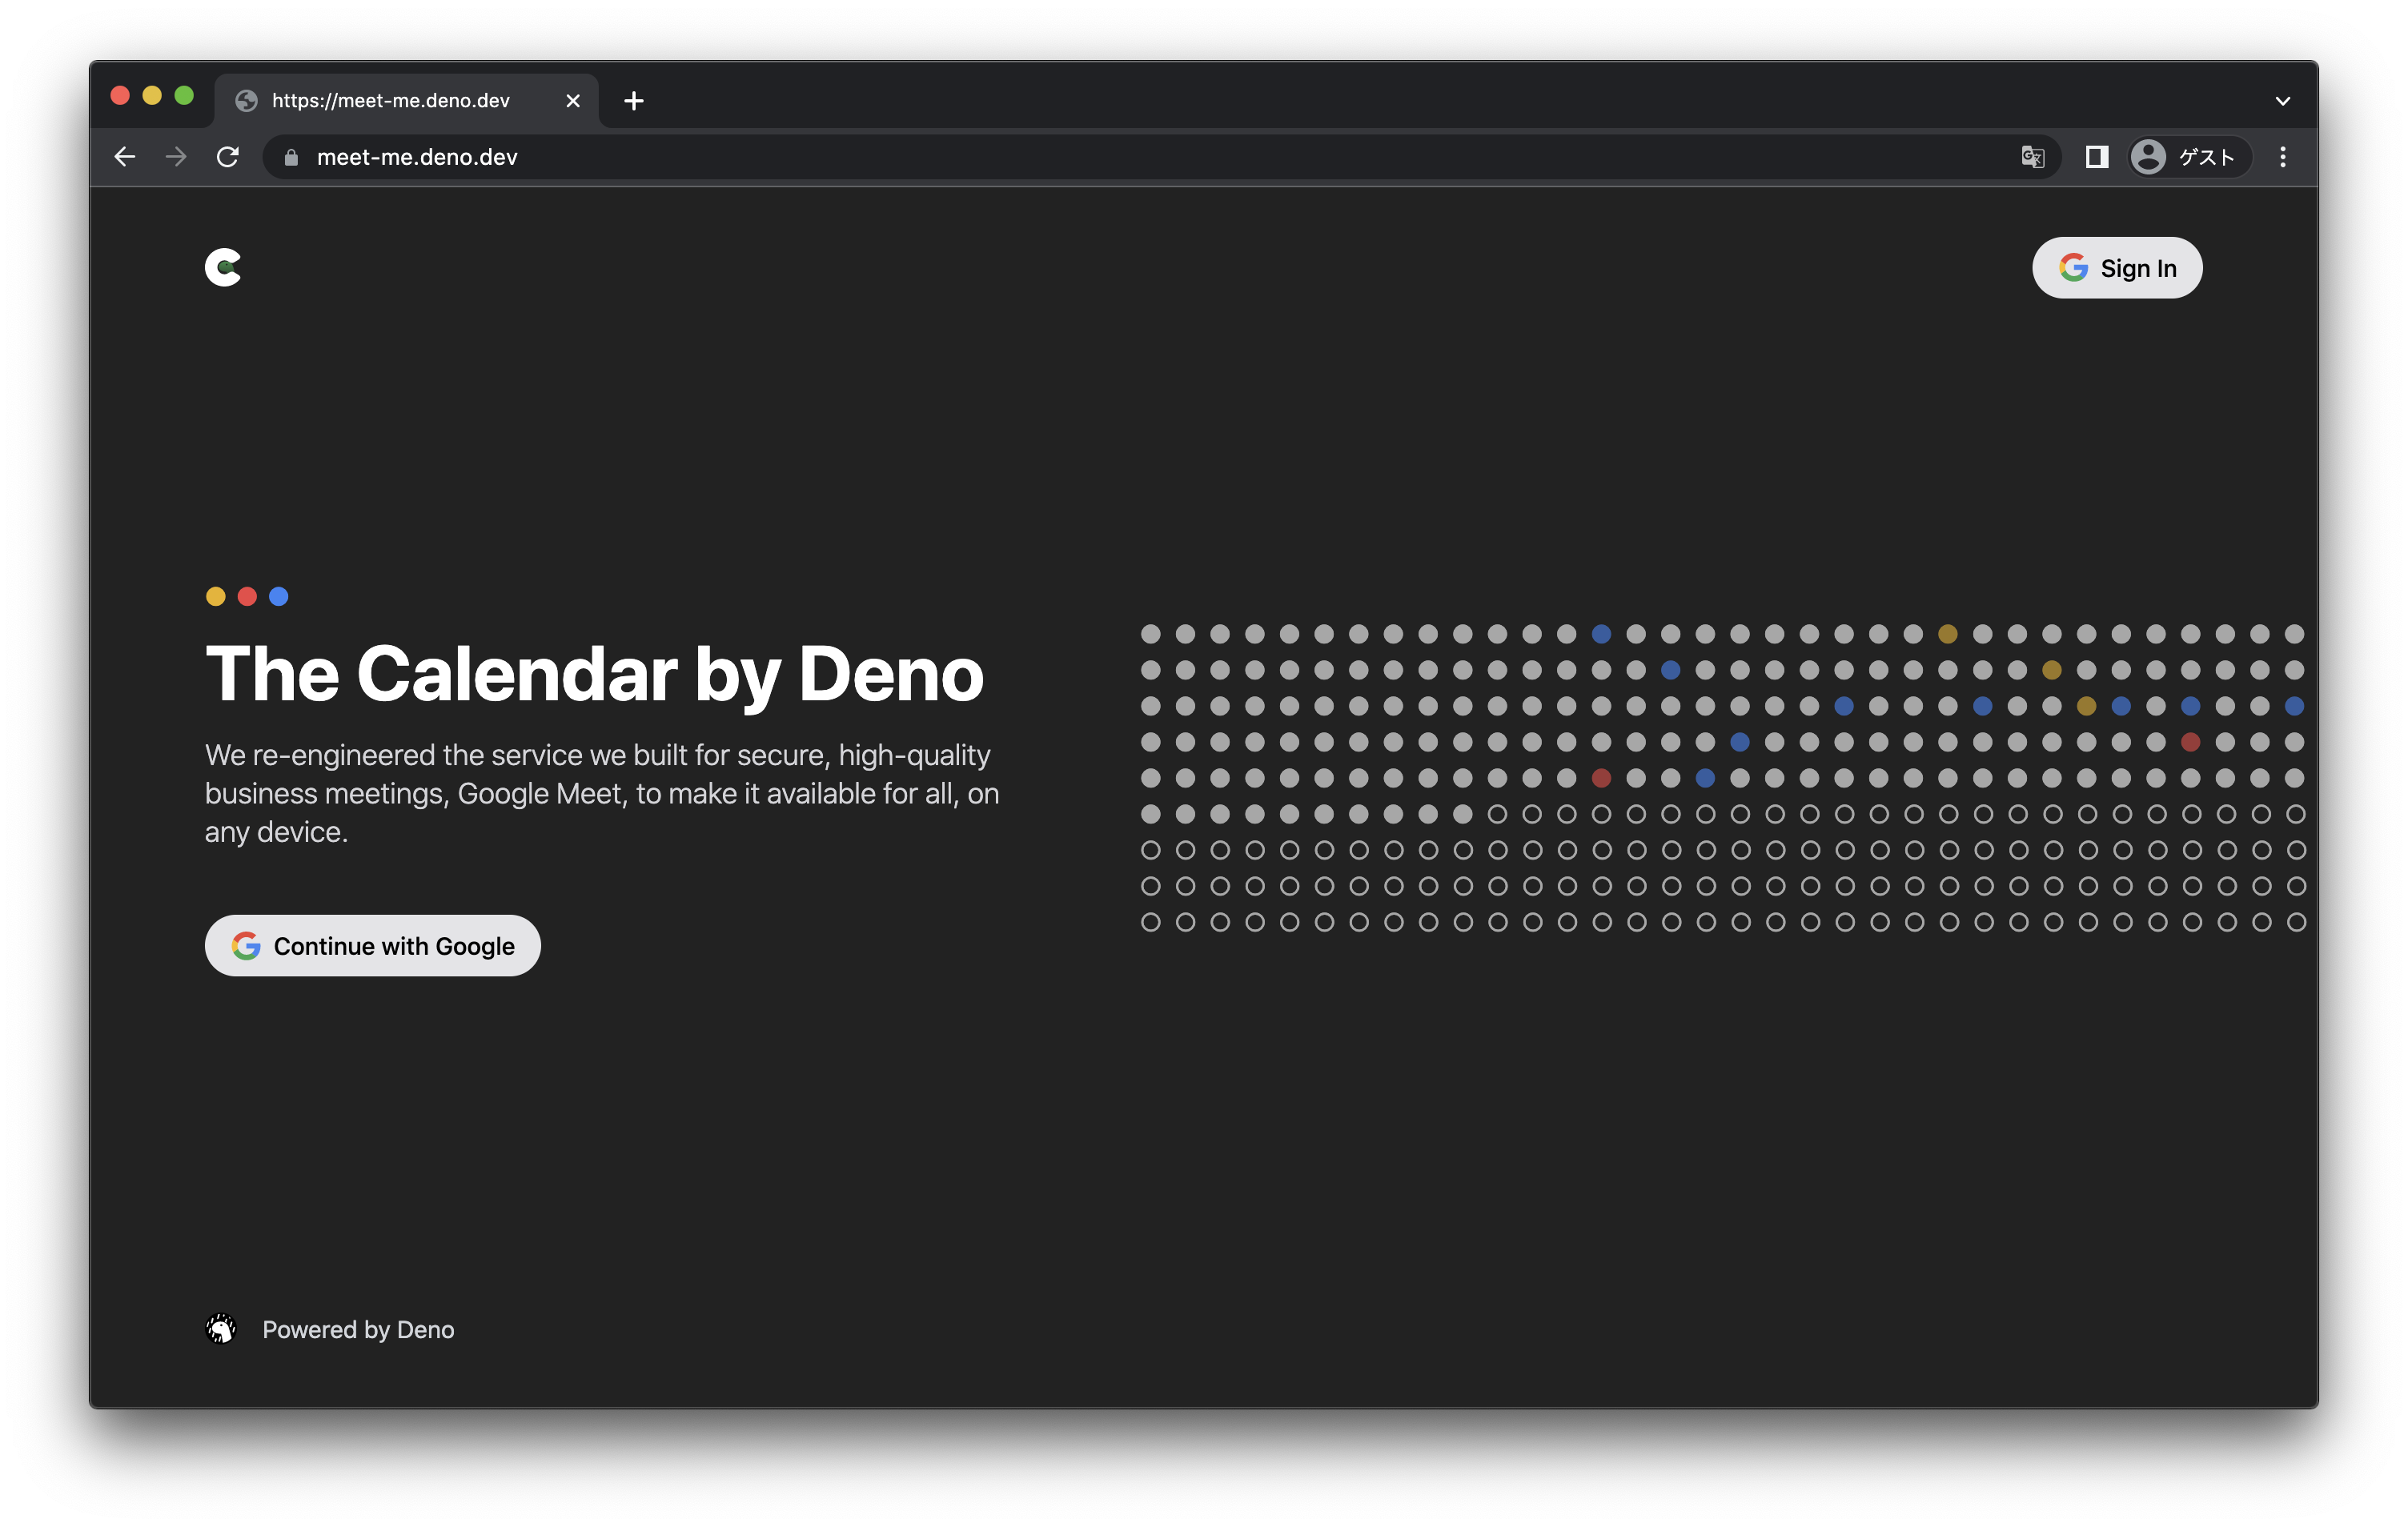 https://meet-me.deno.dev
meet-me.deno.dev
ゲスト
Sign In
The Calendar by Deno
We re-engineered the service we built for secure, high-quality
business meetings, Google Meet, to make it available for all, on
any device.
Continue with Google
Powered by Deno